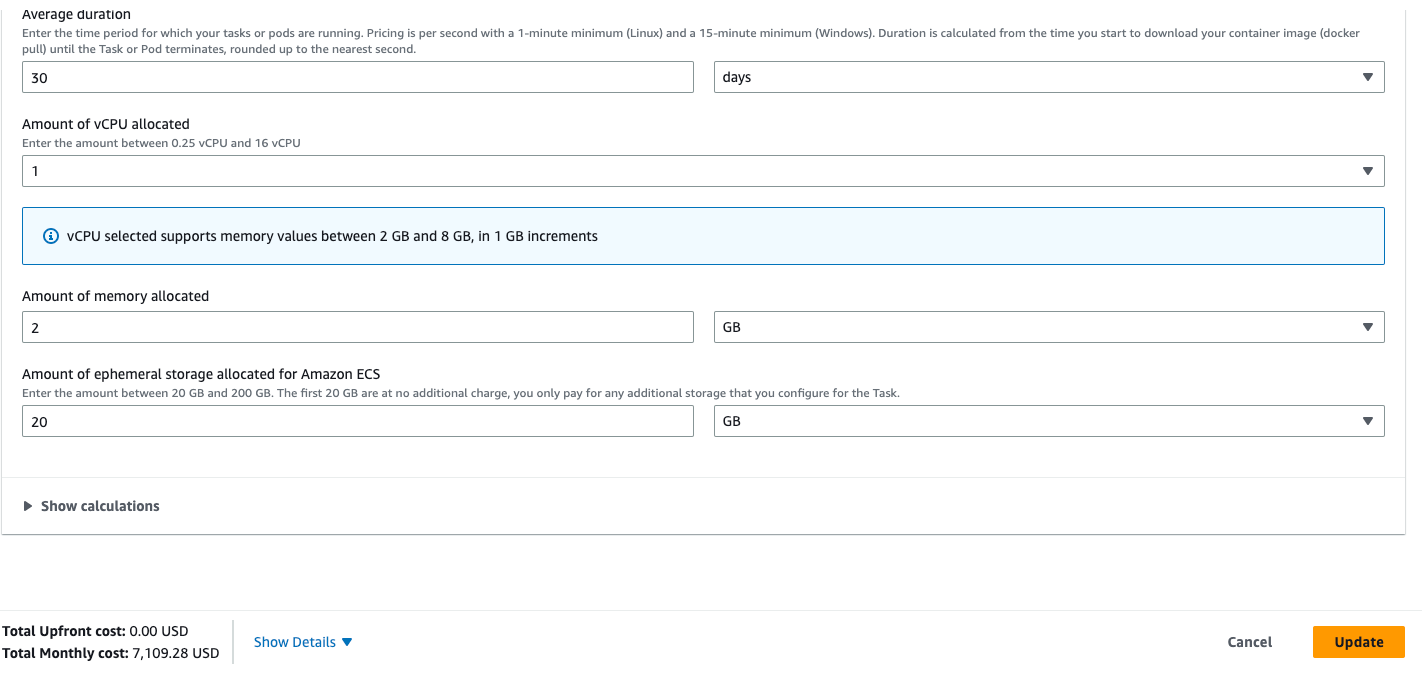 Average duration
Enter the time period for which your tasks or pods are running. Pricing is per second with a 1-minute minimum (Linux) and a 15-minute minimum (Windows). Duration is calculated from the time you start to download your container image (docker
pull) until the Task or Pod terminates, rounded up to the nearest second.
30
days
Amount of vCPU allocated
Enter the amount between 0.25 vCPU and 16 vCPU
1
vCPU selected supports memory values between 2 GB and 8 GB, in 1 GB increments
Amount of memory allocated
2
GB
Amount of ephemeral storage allocated for Amazon ECS
Enter the amount between 20 GB and 200 GB. The first 20 GB are at no additional charge, you only pay for any additional storage that you configure for the Task.
20
GB
Show calculations
Total Upfront cost: 0.00 USD
Total Monthly cost: 7,109.28 USD
Show Details
Cancel
Update